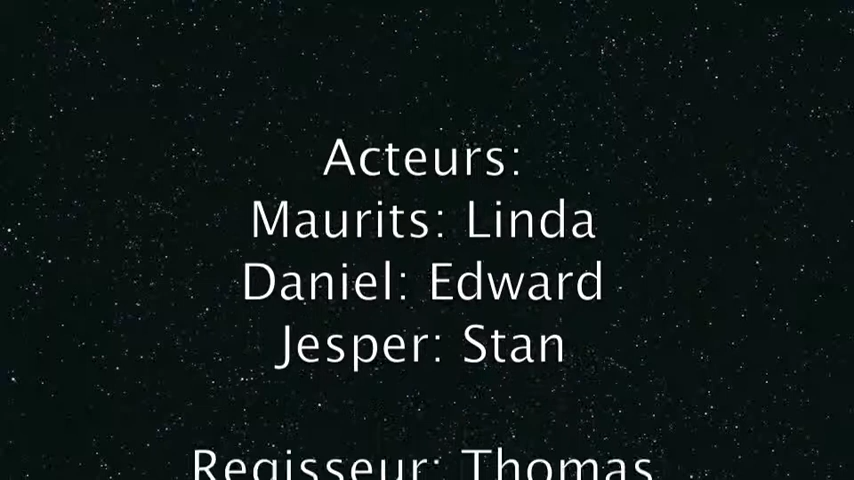 Acteurs:
Maurits: Linda
Daniel: Edward
Jesper: Stan
Regisseur: Thomas